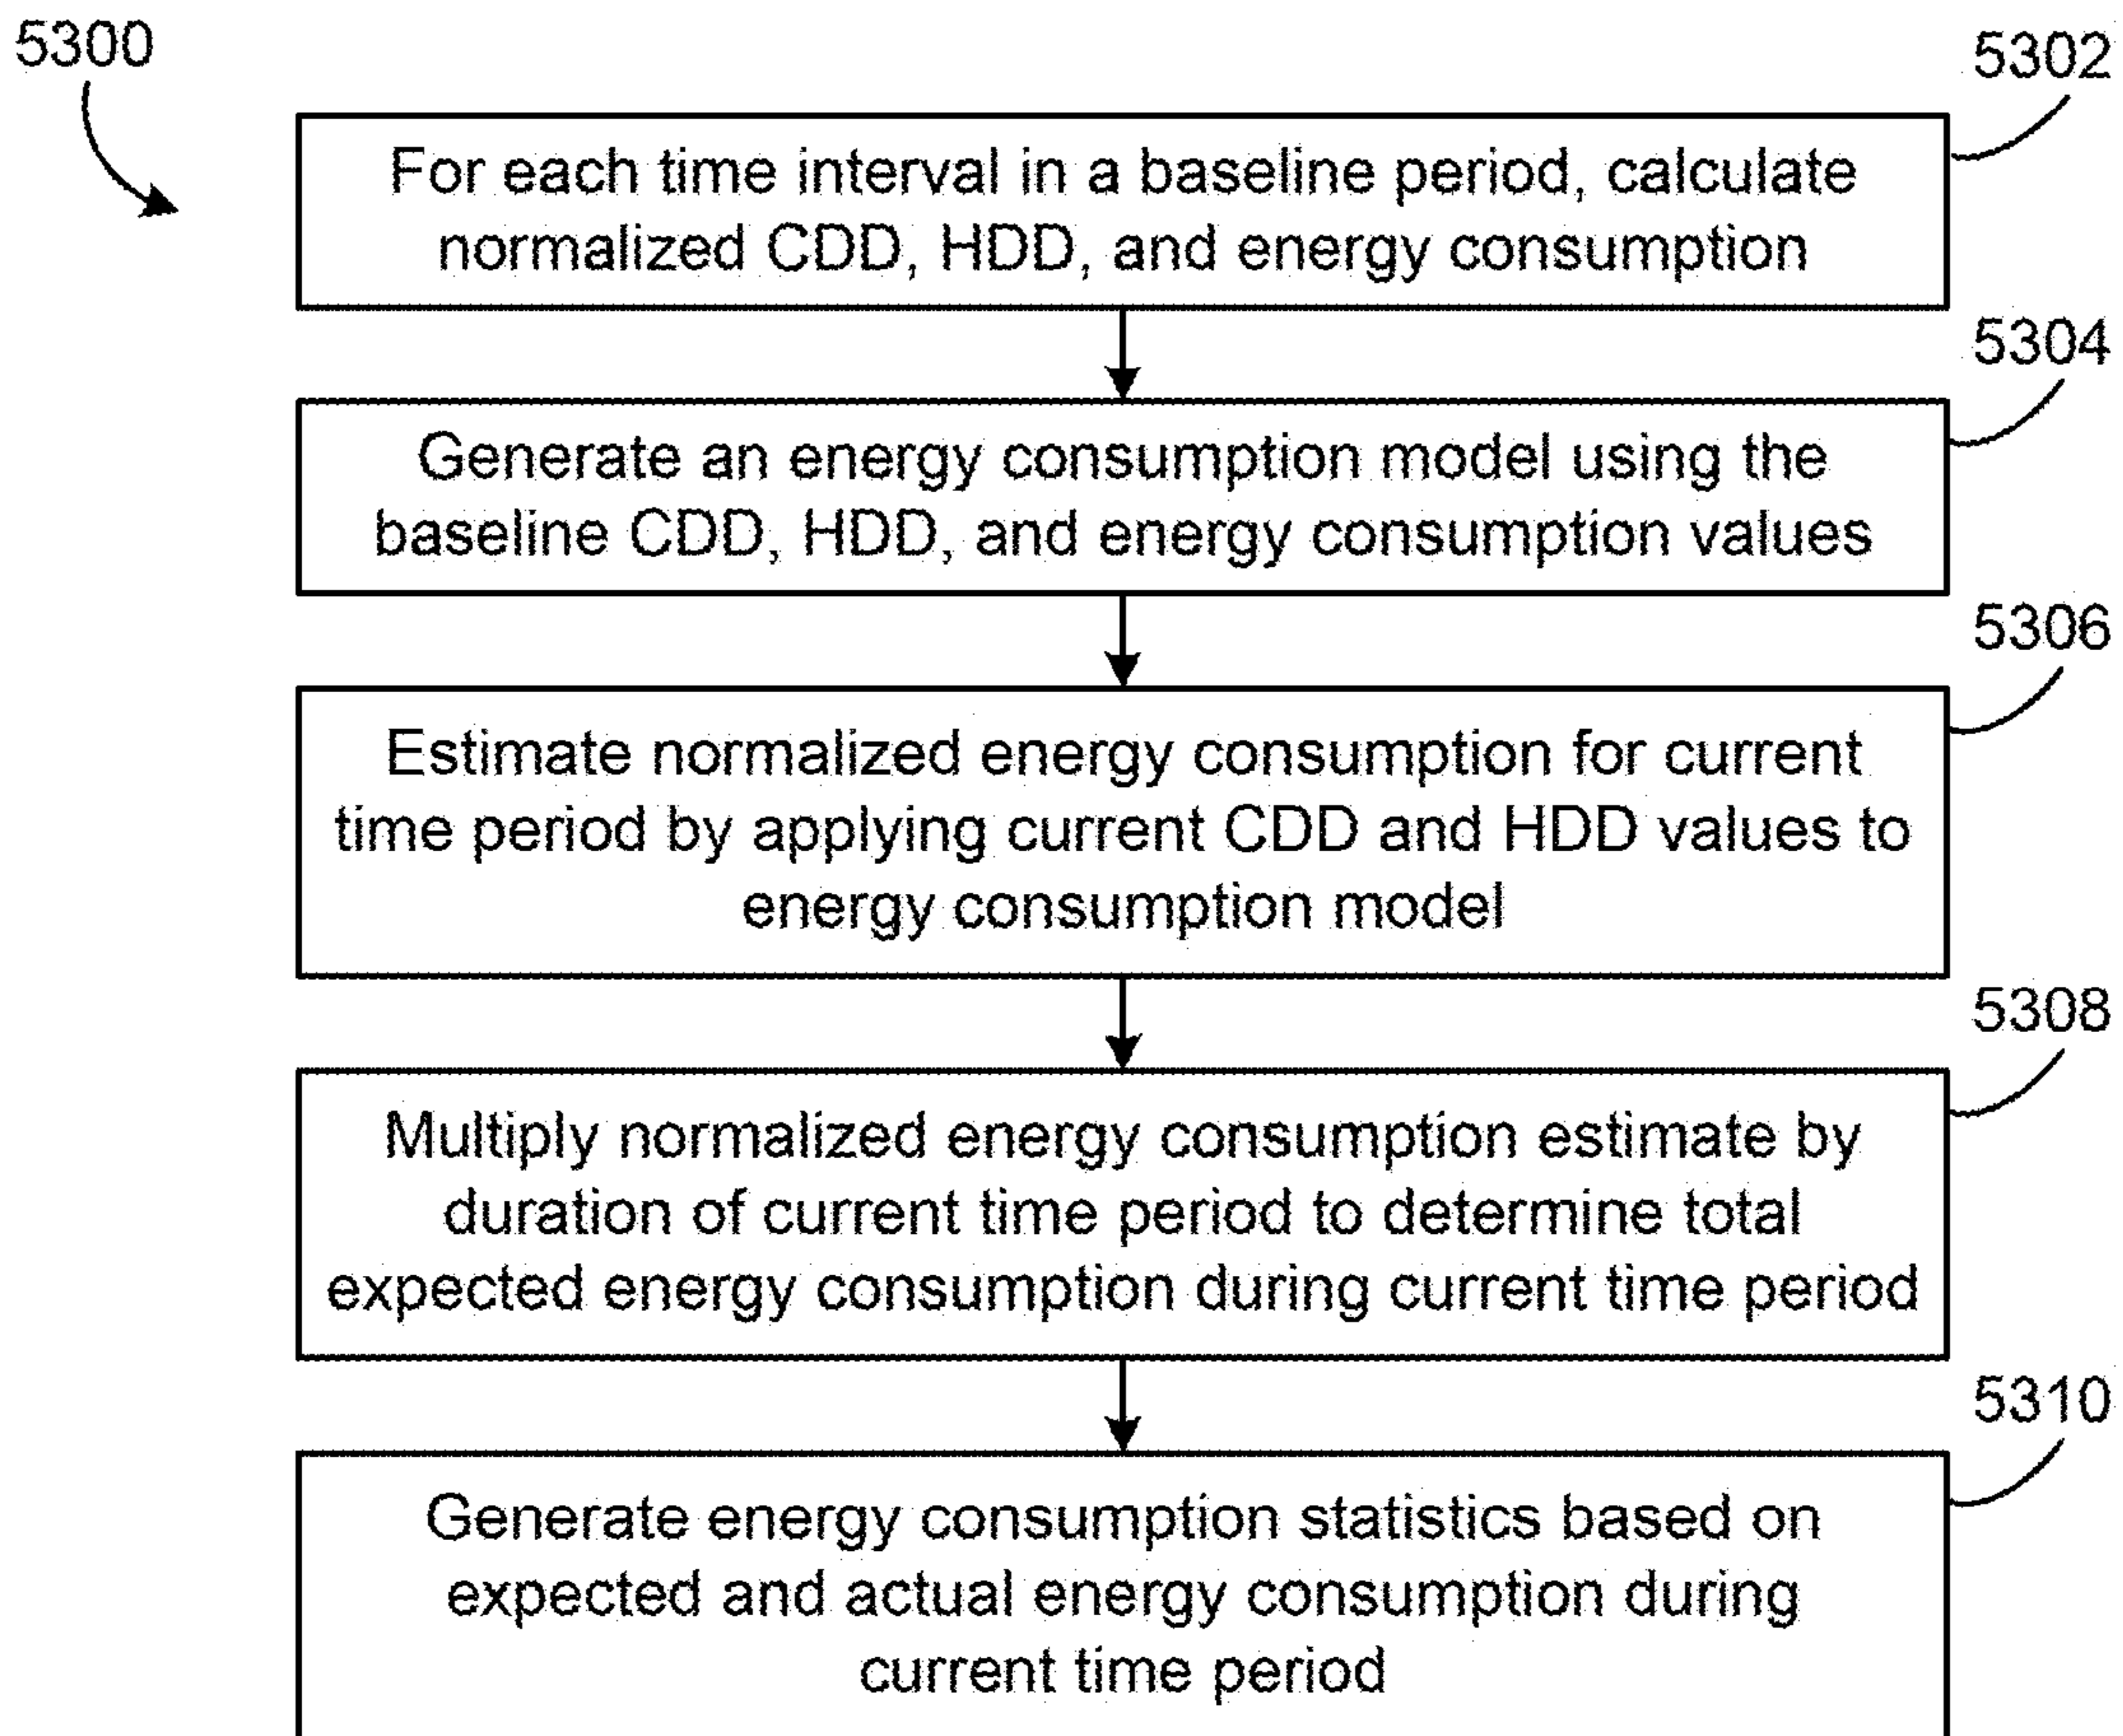 5300
5302
For each time interval in a baseline period, calculate
normalized CDD, HDD, and energy consumption
5304
Generate an energy consumption model using the
baseline CDD, HDD, and energy consumption values
5306
Estimate normalized energy consumption for current
time period by applying current CDD and HDD values to
energy consumption model
5308
Multiply normalized energy consumption estimate by
duration of current time period to determine total
expected energy consumption during current time period
5310
Generate energy consumption statistics based on
expected and actual energy consumption during
current time period